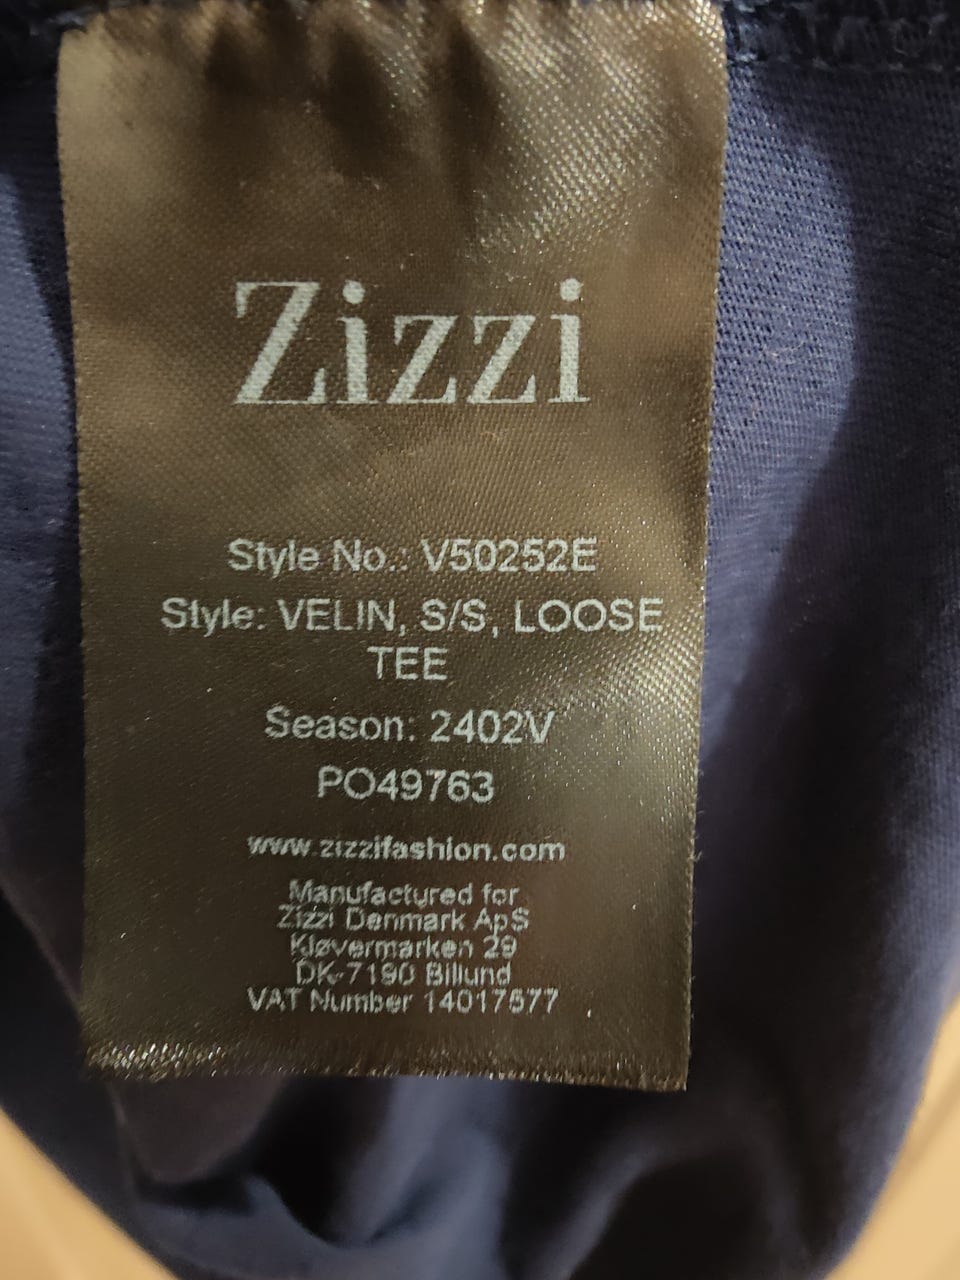 Zizzi
Style No.: V50252E
Style: VELIN, S/S, LOOSE
TEE
Season: 2402V
PO49763
www.zizzifashion.com
Manufactured for
Zizzi Denmark ApS
Kløvermarken 29
DK-7190 Billund
VAT Number 14017577